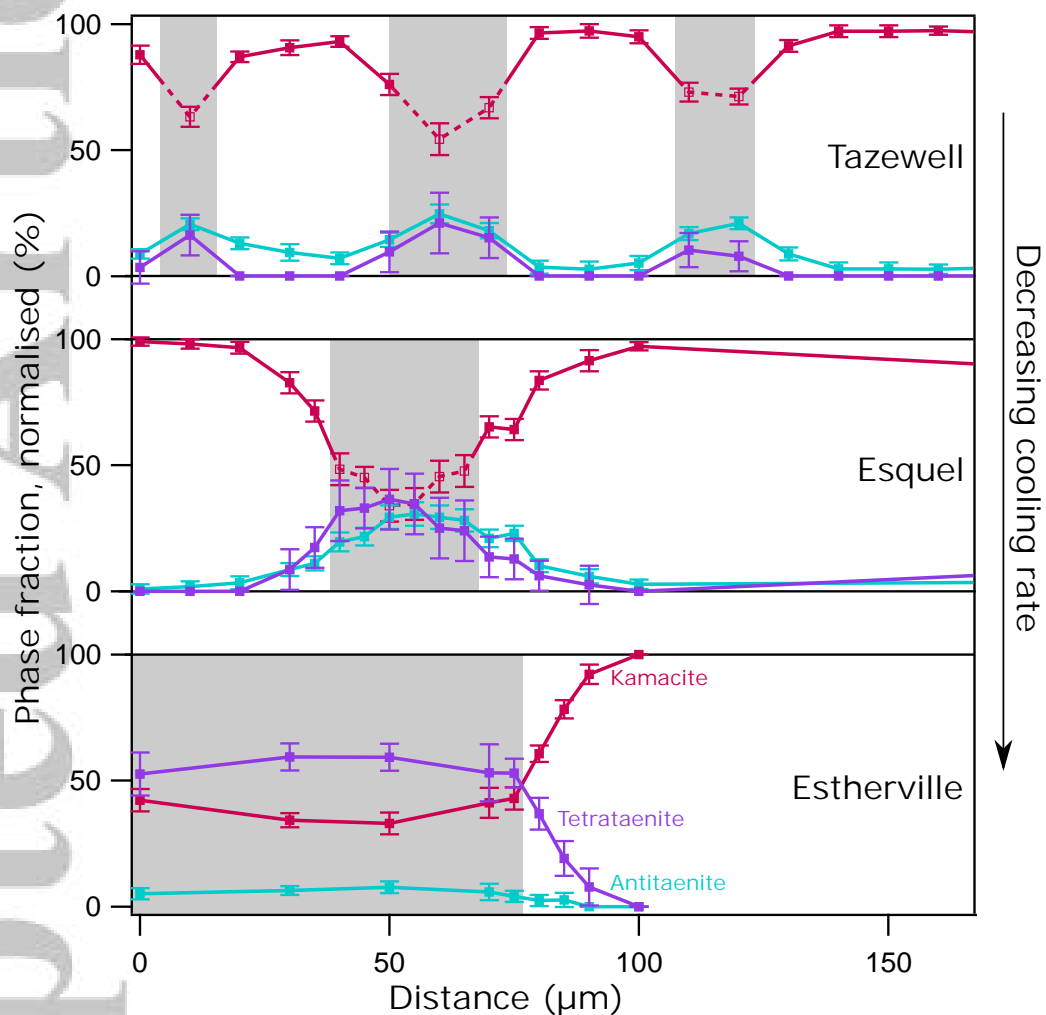 100
50
0
Tazewell
100
50
0
Esquel
100
50
0
Kamacite
Estherville
Tetrataenite
Antitaenite
0
50
100
150
Distance (μm)
Phase fraction, normalised (%)
Decreasing cooling rate